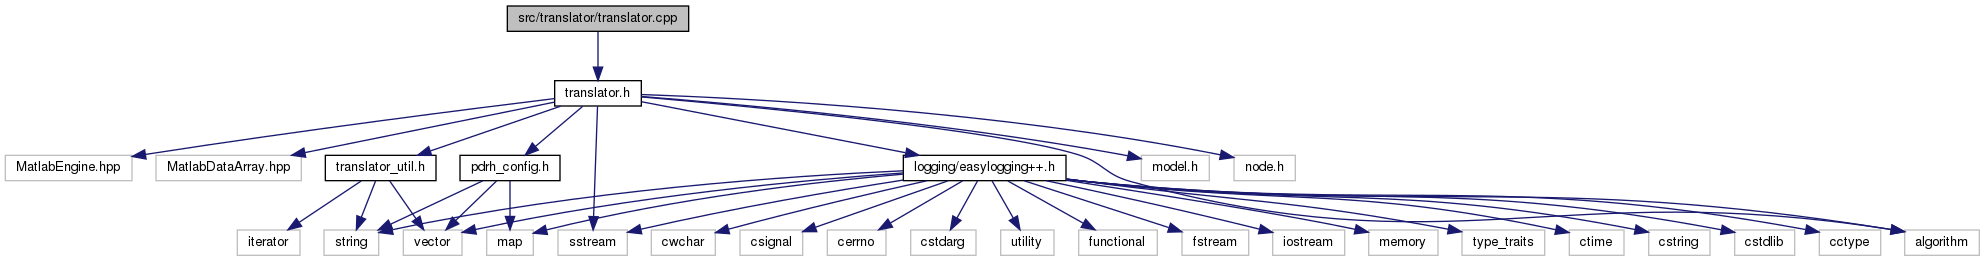 src/translator/translator.cpp
translator.h
MatlabEngine.hpp
MatlabDataArray.hpp
translator_util.h
pdrh_config.h
logging/easylogging++.h
model.h
node.h
iterator
string
vector
map
sstream
cwchar
csignal
cerrno
cstdarg
utility
functional
fstream
iostream
memory
type_traits
ctime
cstring
cstdlib
cctype
algorithm